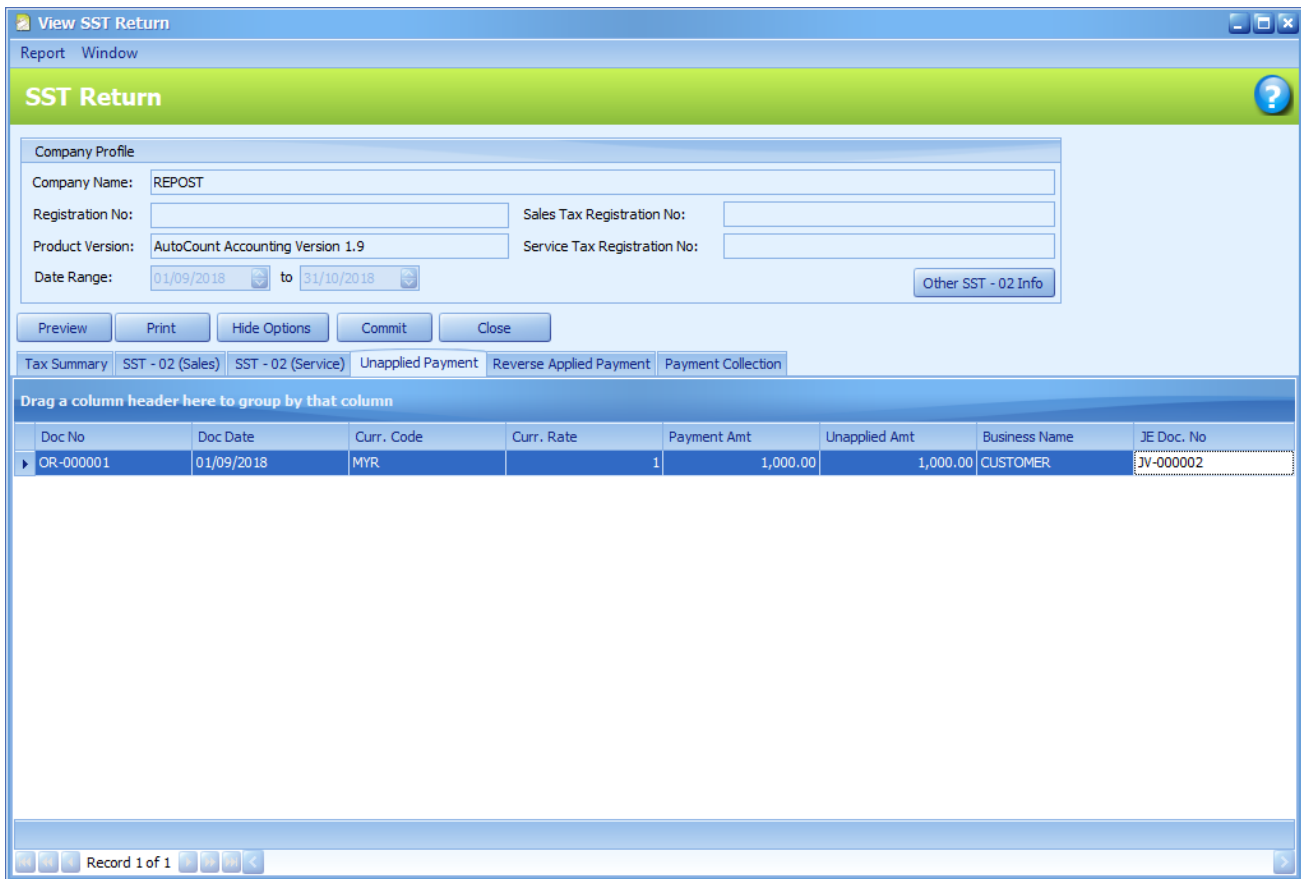 View SST Return
Report Window
SST Return
?
Company Profile
Company Name: REPOST
Registration No: Sales Tax Registration No:
Product Version: AutoCount Accounting Version 1.9 Service Tax Registration No:
Date Range: 01/09/2018 to 31/10/2018 Other SST - 02 Info
Preview Print Hide Options Commit Close
Tax Summary SST - 02 (Sales) SST - 02 (Service) Unapplied Payment Reverse Applied Payment Payment Collection
Drag a column header here to group by that column
Doc No Doc Date Curr. Code Curr. Rate Payment Amt Unapplied Amt Business Name JE Doc. No
OR-000001 01/09/2018 MYR 1 1,000.00 1,000.00 CUSTOMER JV-000002
Record 1 of 1